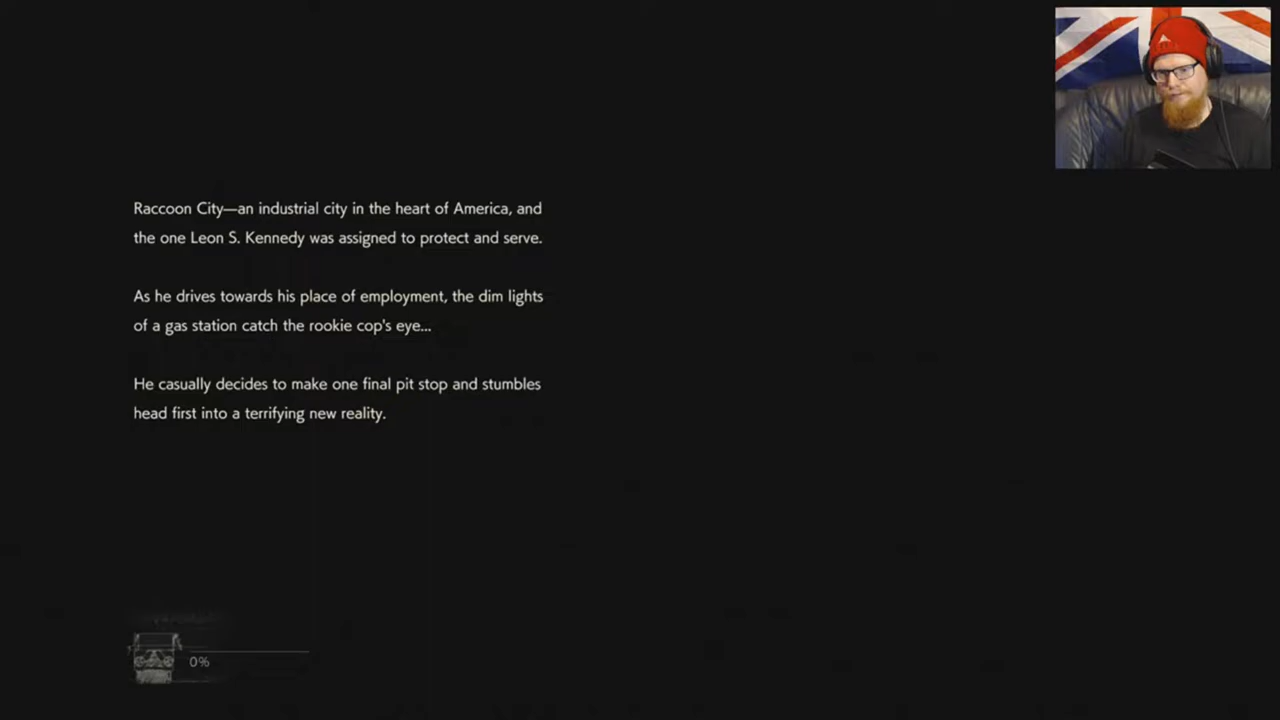 Raccoon City—an industrial city in the heart of America, and
the one Leon S. Kennedy was assigned to protect and serve.
As he drives towards his place of employment, the dim lights
of a gas station catch the rookie cop's eye...
He casually decides to make one final pit stop and stumbles
head first into a terrifying new reality.
0%